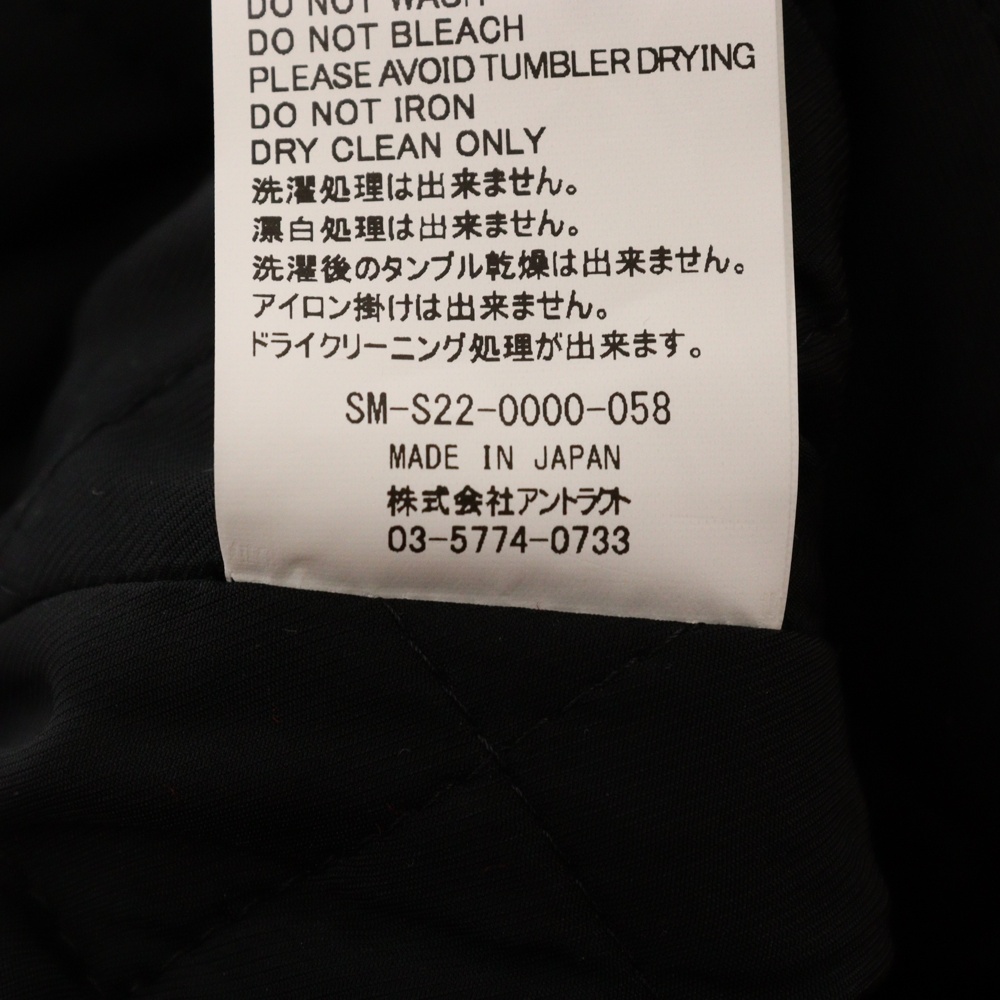 DO NOT WASH
DO NOT BLEACH
PLEASE AVOID TUMBLER DRYING
DO NOT IRON
DRY CLEAN ONLY
洗濯処理は出来ません。
漂白処理は出来ません。
洗濯後のタンブル乾燥は出来ません。
アイロン掛けは出来ません。
ドライクリーニング処理が出来ます。
SM-S22-0000-058
MADE IN JAPAN
株式会社アントラクト
03-5774-0733